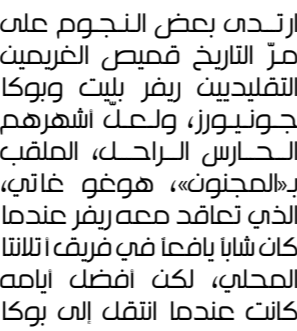 ارتدى بعض النجوم على
مرّ التاريخ قميص الغريمين
التقليديين ريفر بلِيت وبوكا
جونيورز، ولعلّ أشهرهم
الحارس الراحل، الملقب
بـ«المجنون»، هوغو غاتي،
الذي تعاقد معه ريفر عندما
كان شاباً يافعاً في فريق أتلانتا
المحلي، لكن أفضل أيامه
كانت عندما انتقل إلى بوكا